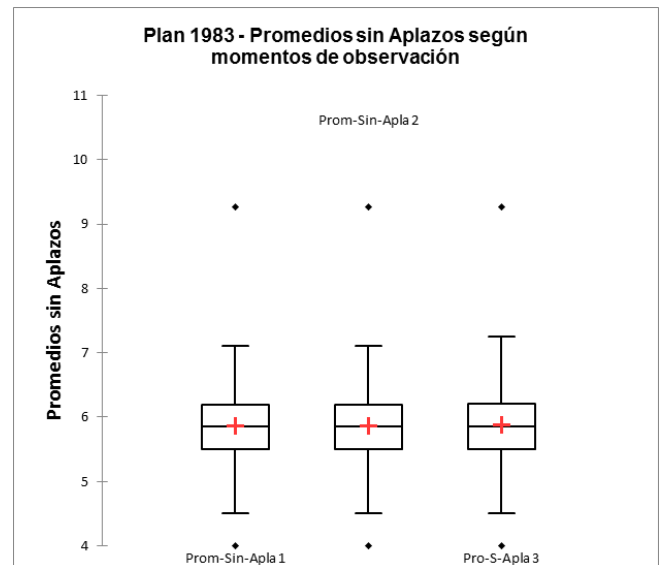 Plan 1983 - Promedios sin Aplazos según
momentos de observación
11
Prom-Sin-Apla 2
10
9
8
7
6
5
4
Promedios sin Aplazos
Prom-Sin-Apla 1
Pro-S-Apla 3